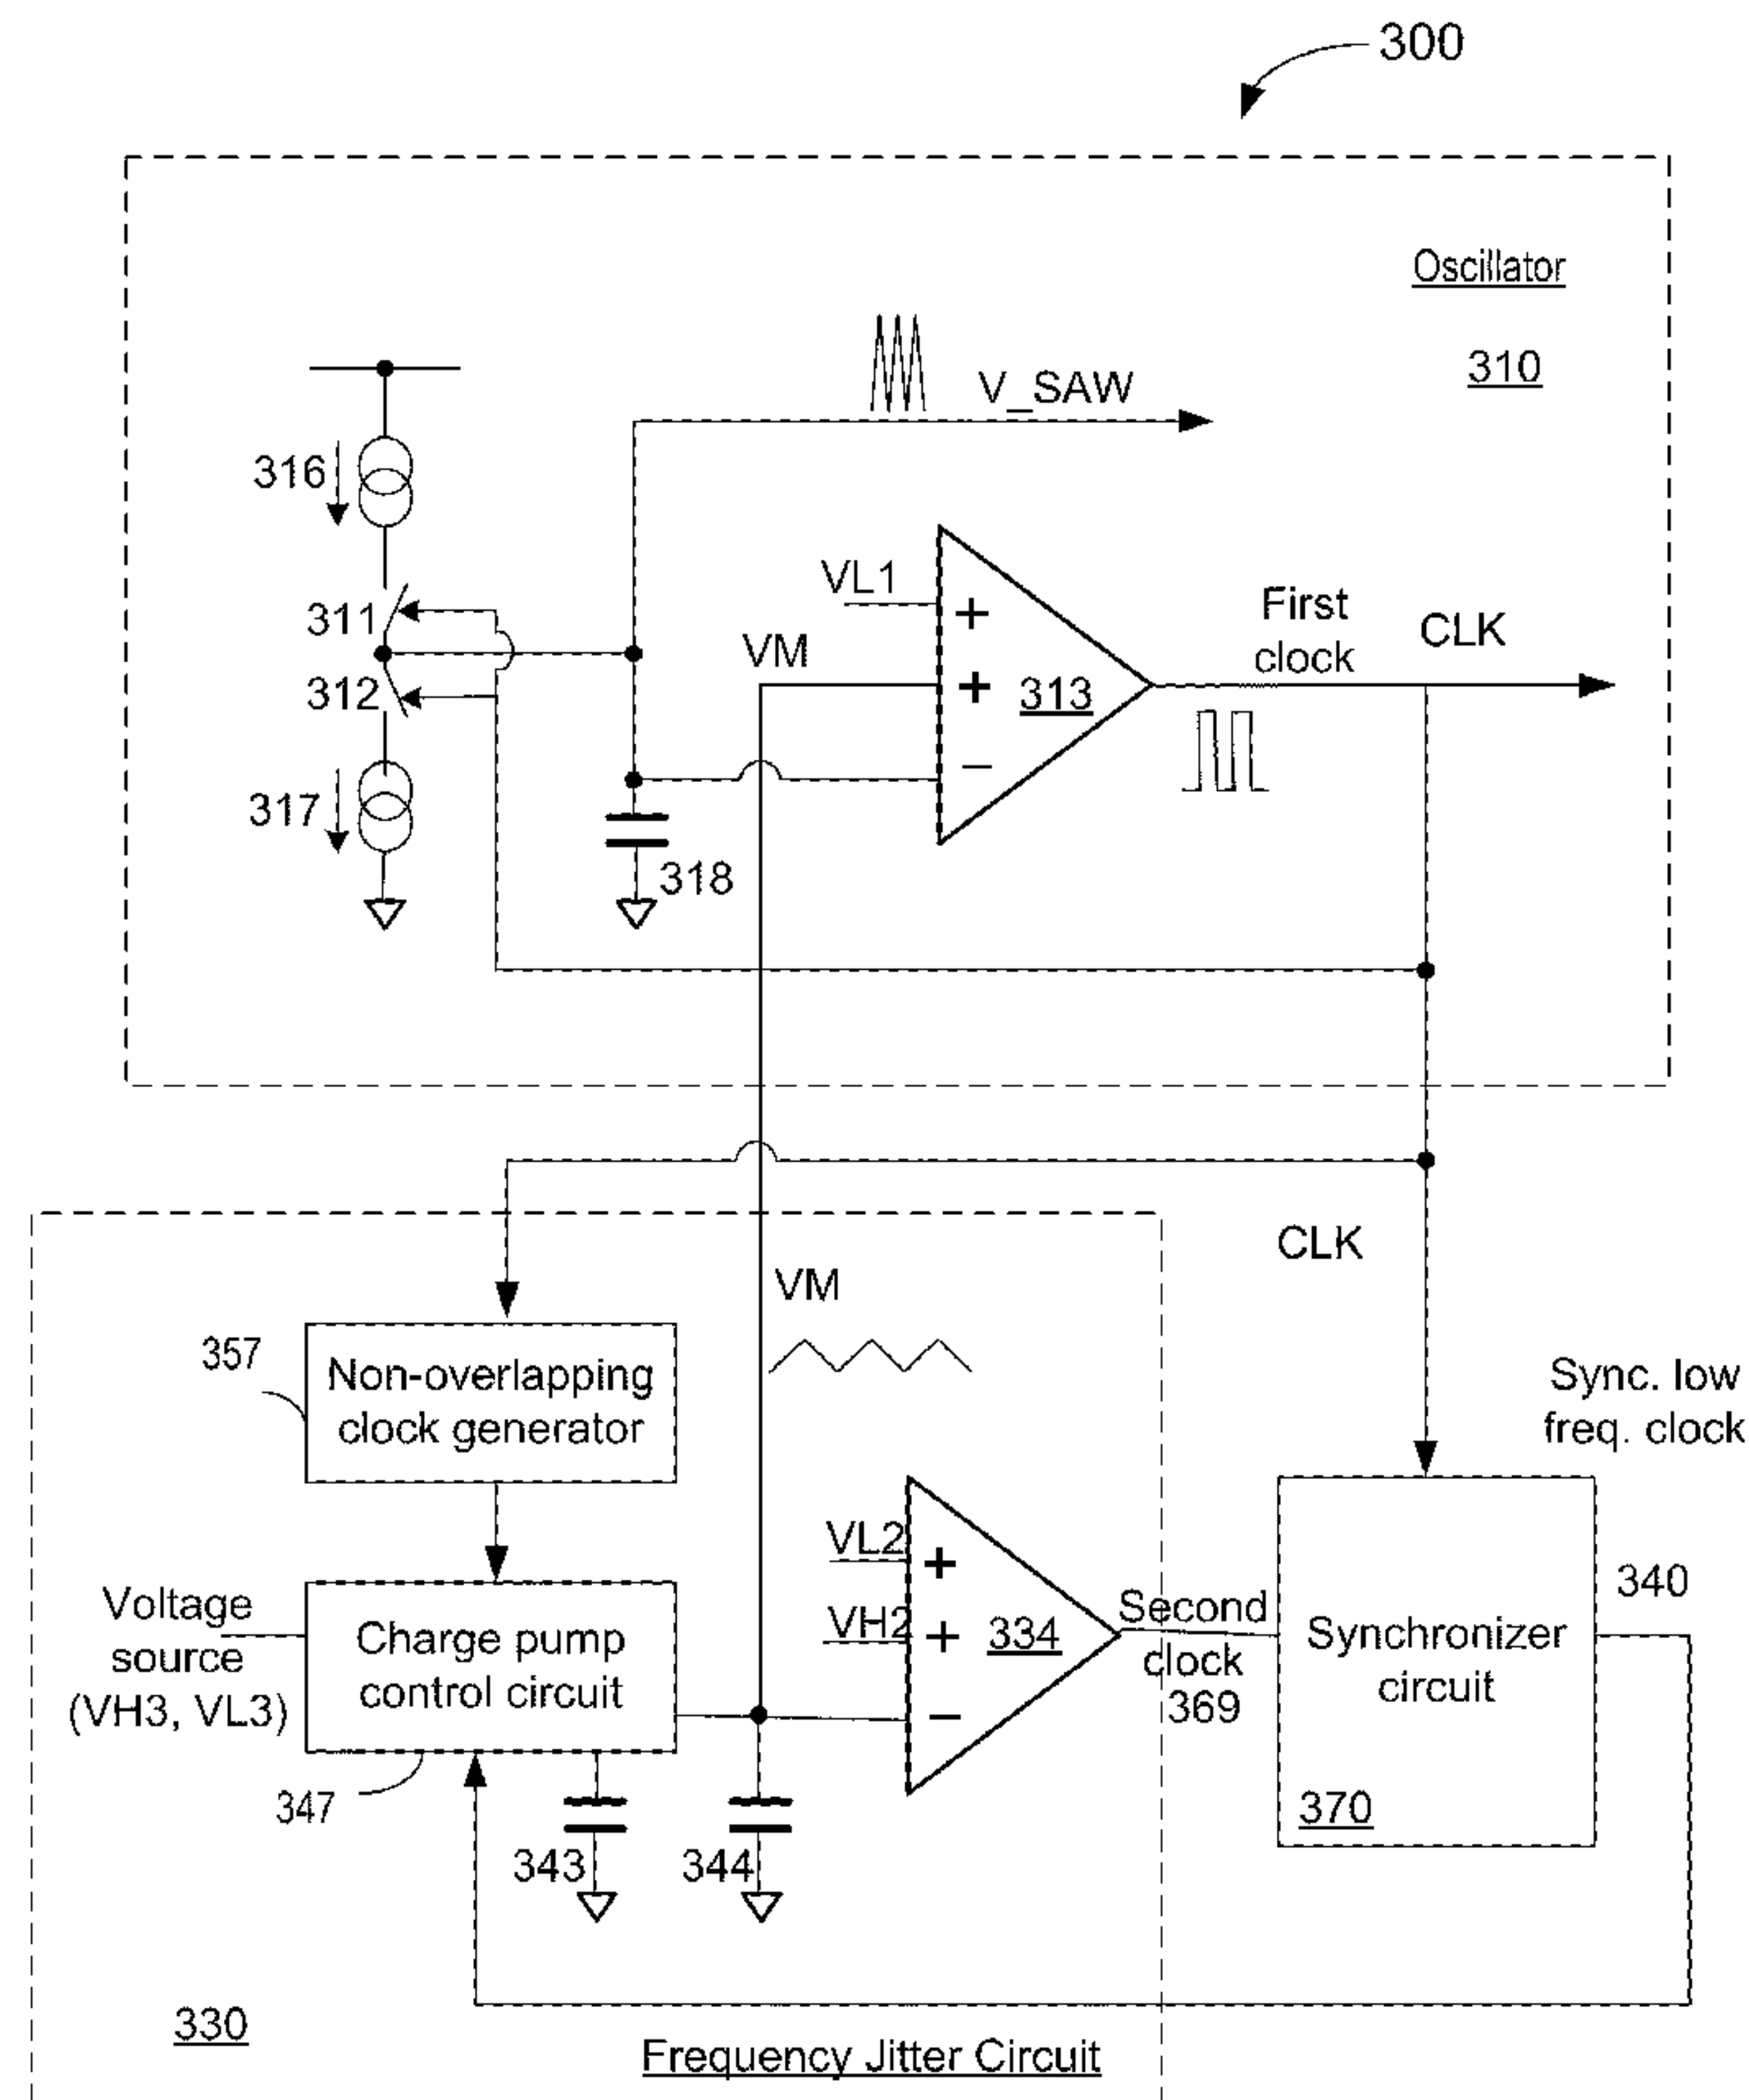 300
Oscillator
310
V_SAW
316
311
312
317
318
VL1
VM
+
+
−
313
First
clock
CLK
CLK
VM
357
Non-overlapping
clock generator
Sync. low
freq. clock
Voltage
source
(VH3, VL3)
Charge pump
control circuit
347
343
344
VL2
VH2
+
+
−
334
Second
clock
369
Synchronizer
circuit
370
340
330
Frequency Jitter Circuit